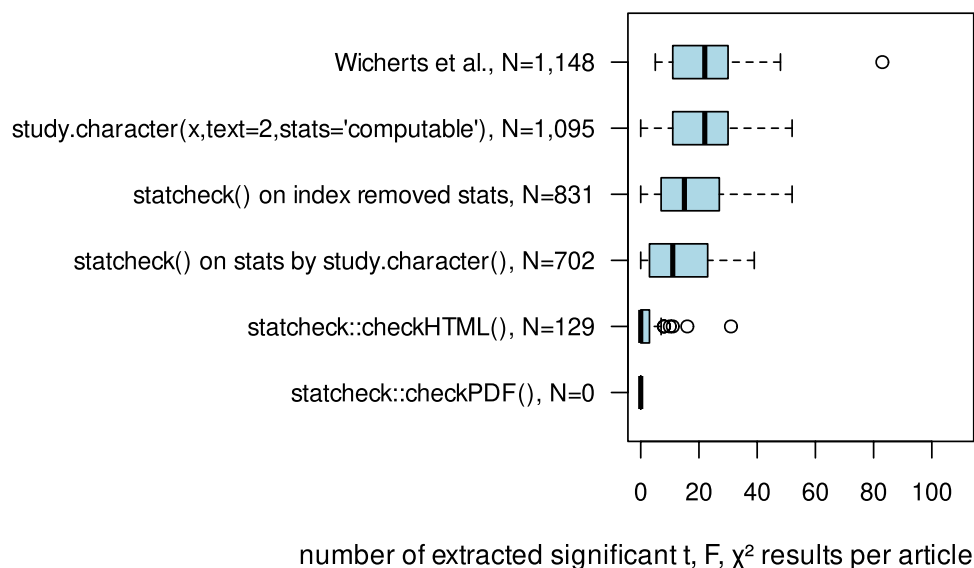 Wicherts et al., N=1,148
study.character(x,text=2,stats='computable'), N=1,095
statcheck() on index removed stats, N=831
statcheck() on stats by study.character(), N=702
statcheck::checkHTML(), N=129
statcheck::checkPDF(), N=0
0 20 40 60 80 100
number of extracted significant t, F, χ² results per article